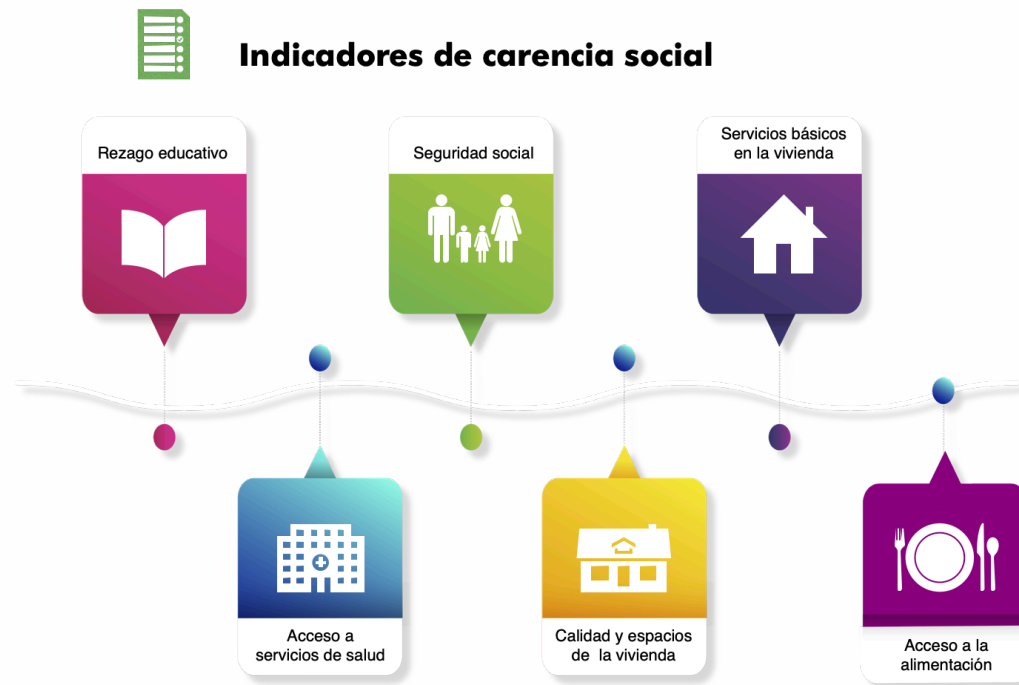 Indicadores de carencia social
Rezago educativo
Seguridad social
Servicios básicos
en la vivienda
Acceso a
servicios de salud
Calidad y espacios
de la vivienda
Acceso a la
alimentación